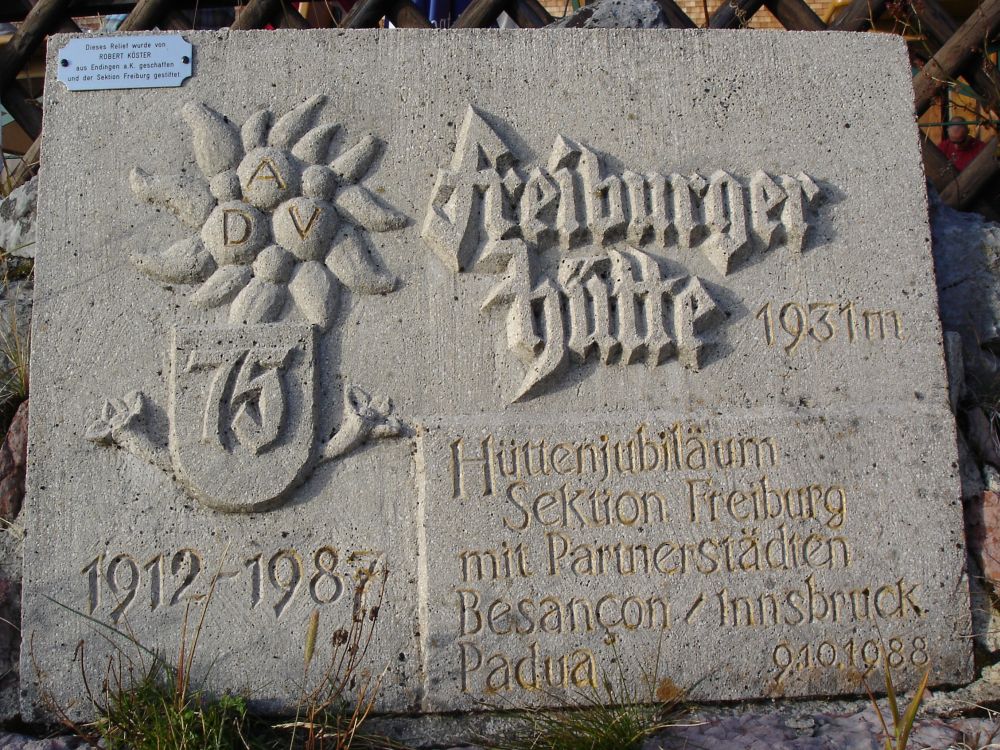 Dieses Relief wurde von
ROBERT KÖSTER
aus Endingen a.K. geschaffen
und der Sektion Freiburg gestiftet
A
D V
Freiburger
Hütte
1931m
75
1912-1987
Hüttenjubiläum
Sektion Freiburg
mit Partnerstädten
Besançon/Innsbruck
Padua 9.10.1988